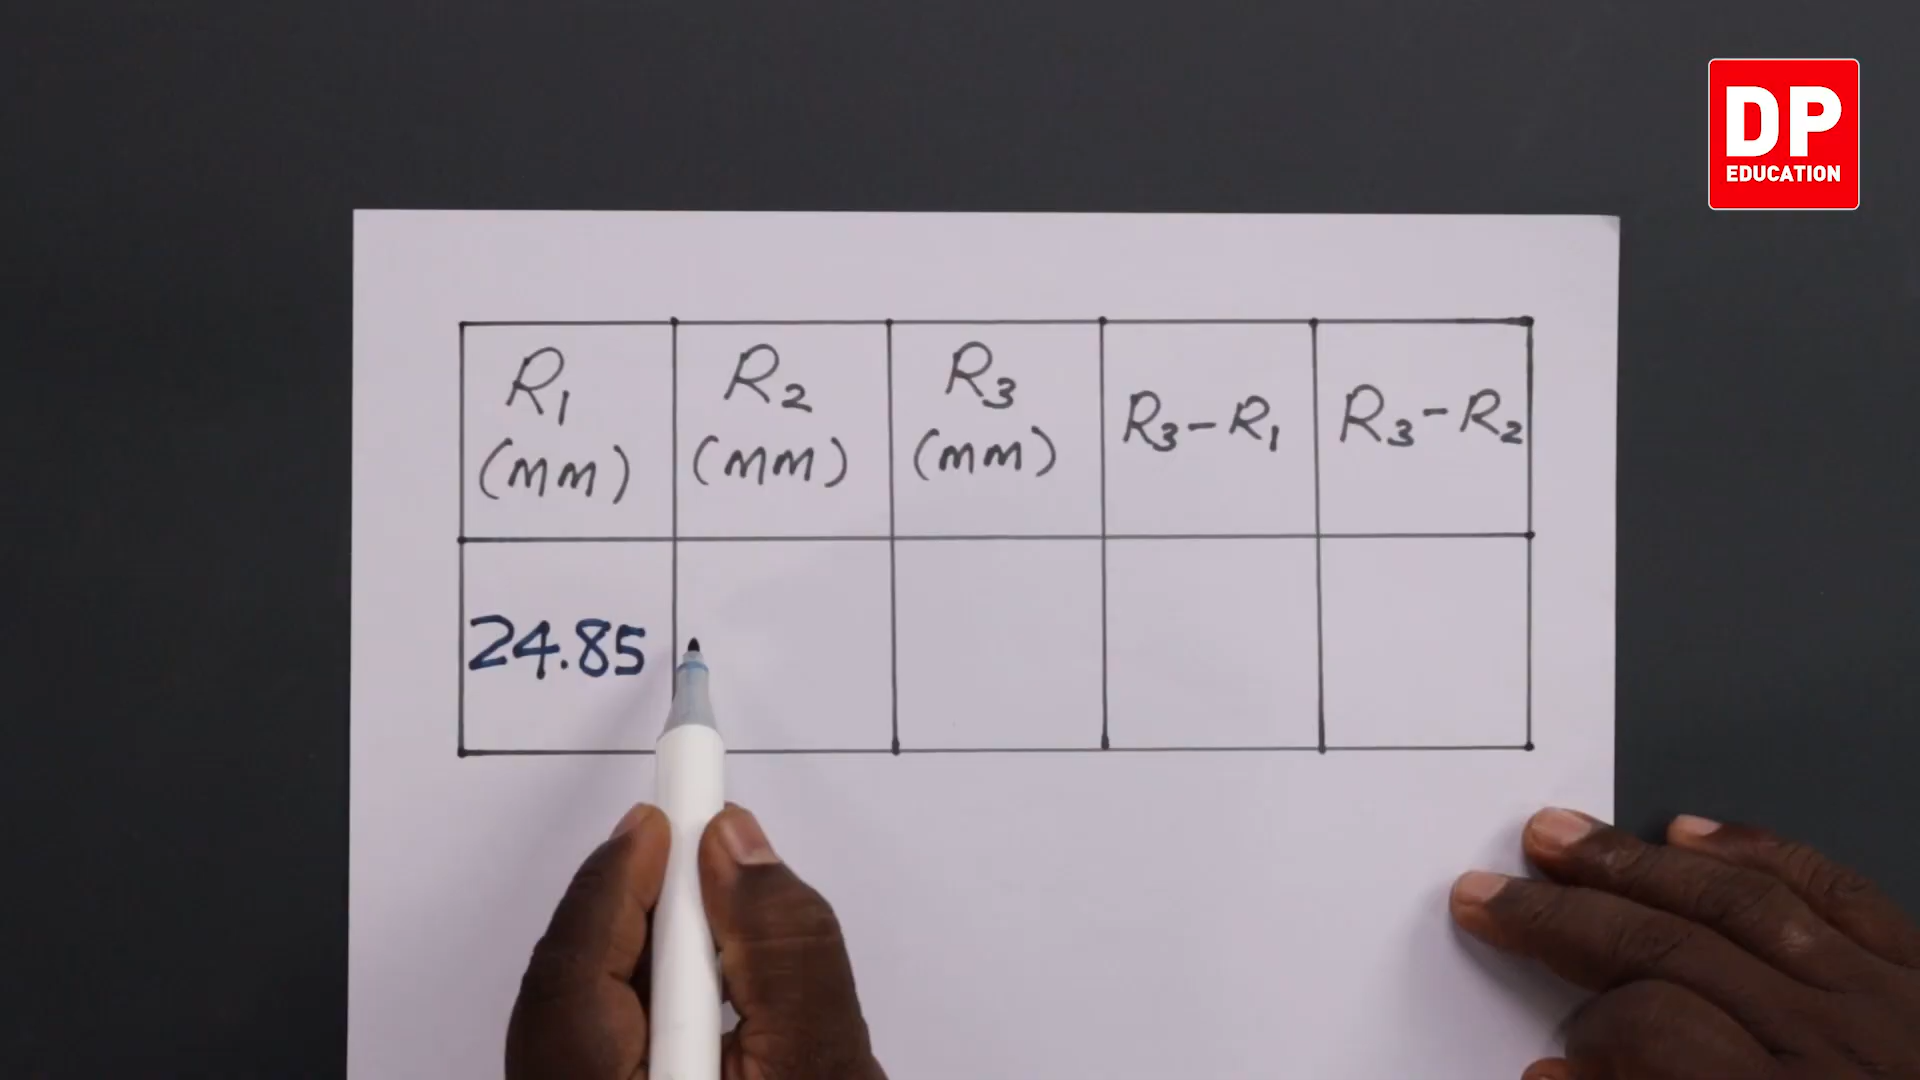 DP
EDUCATION
R₁
(mm)
R₂
(mm)
R₃
(mm)
R₃-R₁
R₃-R₂
24.85